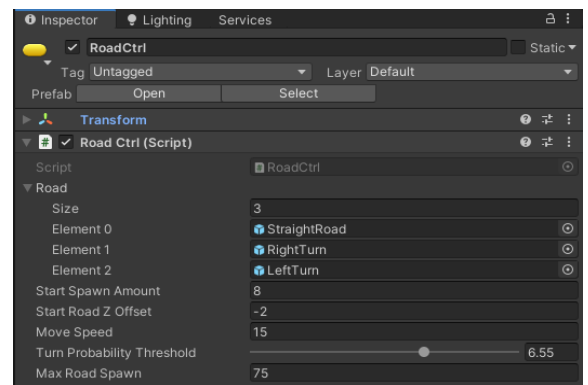 Inspector Lighting Services
RoadCtrl Static
Tag Untagged Layer Default
Prefab Open Select
Transform
# Road Ctrl (Script)
Script # RoadCtrl
Road
Size 3
Element 0 StraightRoad
Element 1 RightTurn
Element 2 LeftTurn
Start Spawn Amount 8
Start Road Z Offset -2
Move Speed 15
Turn Probability Threshold 6.55
Max Road Spawn 75